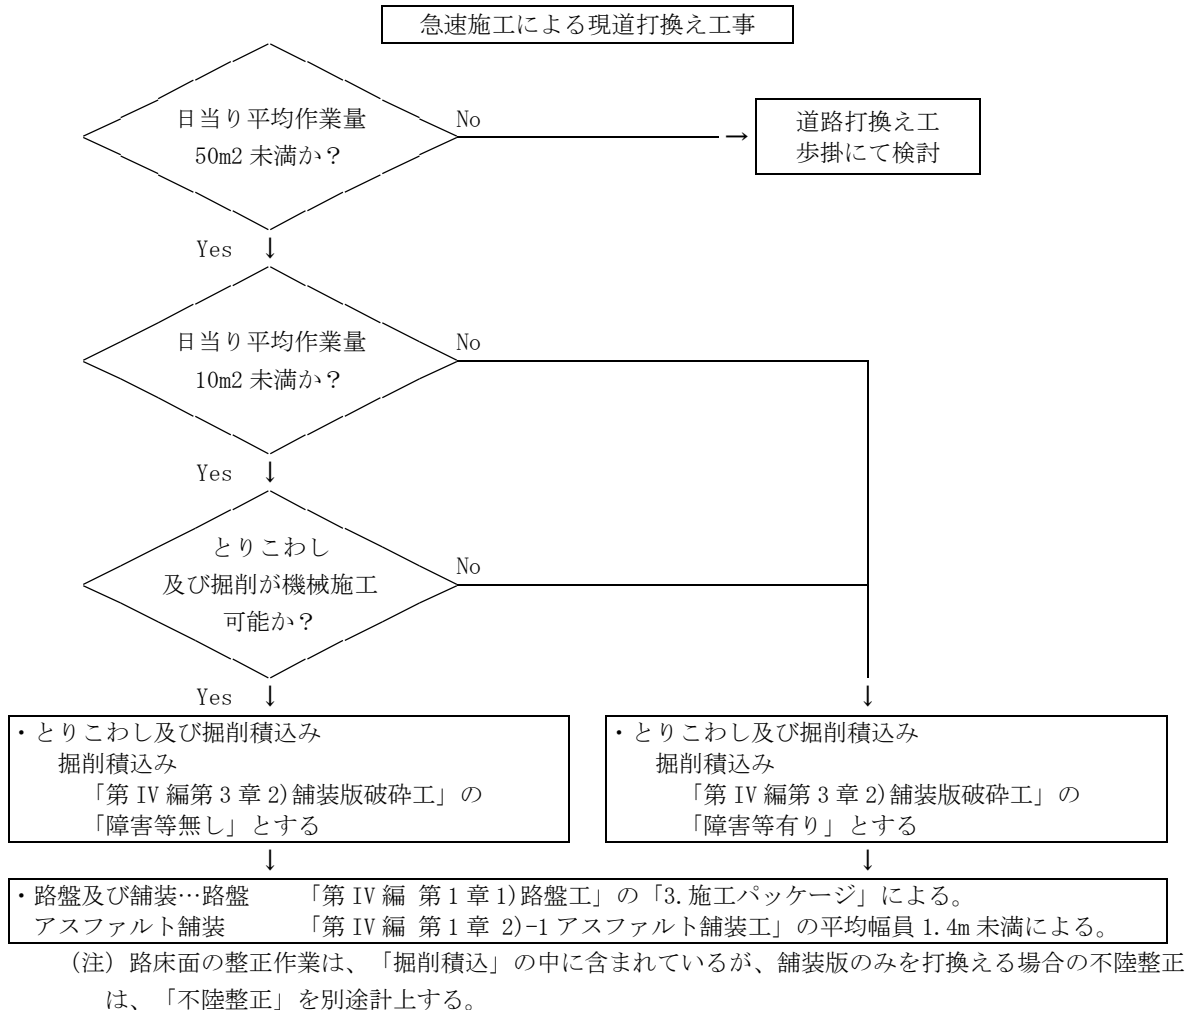 急速施工による現道打換え工事
日当り平均作業量
50m2 未満か？
No
→
道路打換え工
歩掛にて検討
Yes ↓
日当り平均作業量
10m2 未満か？
No
Yes ↓
とりこわし
及び掘削が機械施工
可能か？
No
Yes ↓
↓
・とりこわし及び掘削積込み
掘削積込み
「第 IV 編第 3 章 2)舗装版破砕工」の
「障害等無し」とする
・とりこわし及び掘削積込み
掘削積込み
「第 IV 編第 3 章 2)舗装版破砕工」の
「障害等有り」とする
↓
↓
・路盤及び舗装…路盤 「第 IV 編 第 1 章 1)路盤工」の「3.施工パッケージ」による。
アスファルト舗装 「第 IV 編 第 1 章 2)-1 アスファルト舗装工」の平均幅員 1.4m 未満による。
（注）路床面の整正作業は、「掘削積込」の中に含まれているが、舗装版のみを打換える場合の不陸整正
は、「不陸整正」を別途計上する。